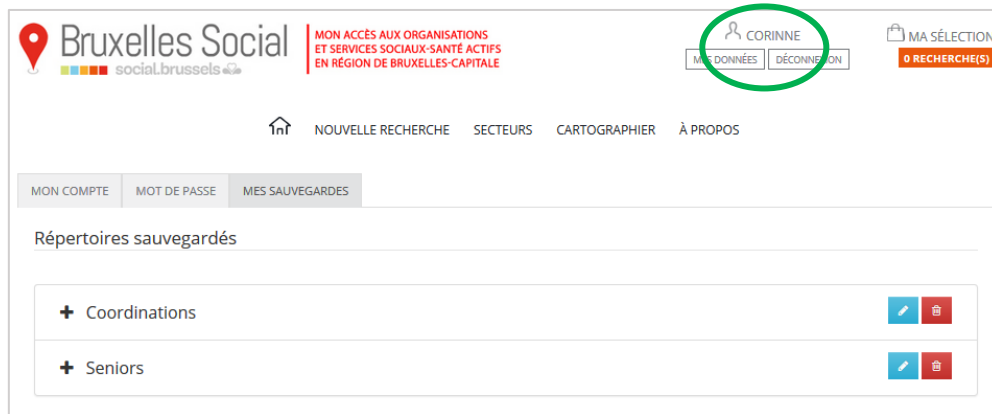 Bruxelles Social
social.brussels
MON ACCÈS AUX ORGANISATIONS
ET SERVICES SOCIAUX-SANTÉ ACTIFS
EN RÉGION DE BRUXELLES-CAPITALE
CORINNE
MES DONNÉES DÉCONNEXION
MA SÉLECTION
0 RECHERCHE(S)
NOUVELLE RECHERCHE SECTEURS CARTOGRAPHIER À PROPOS
MON COMPTE MOT DE PASSE MES SAUVEGARDES
Répertoires sauvegardés
Coordinations
Seniors